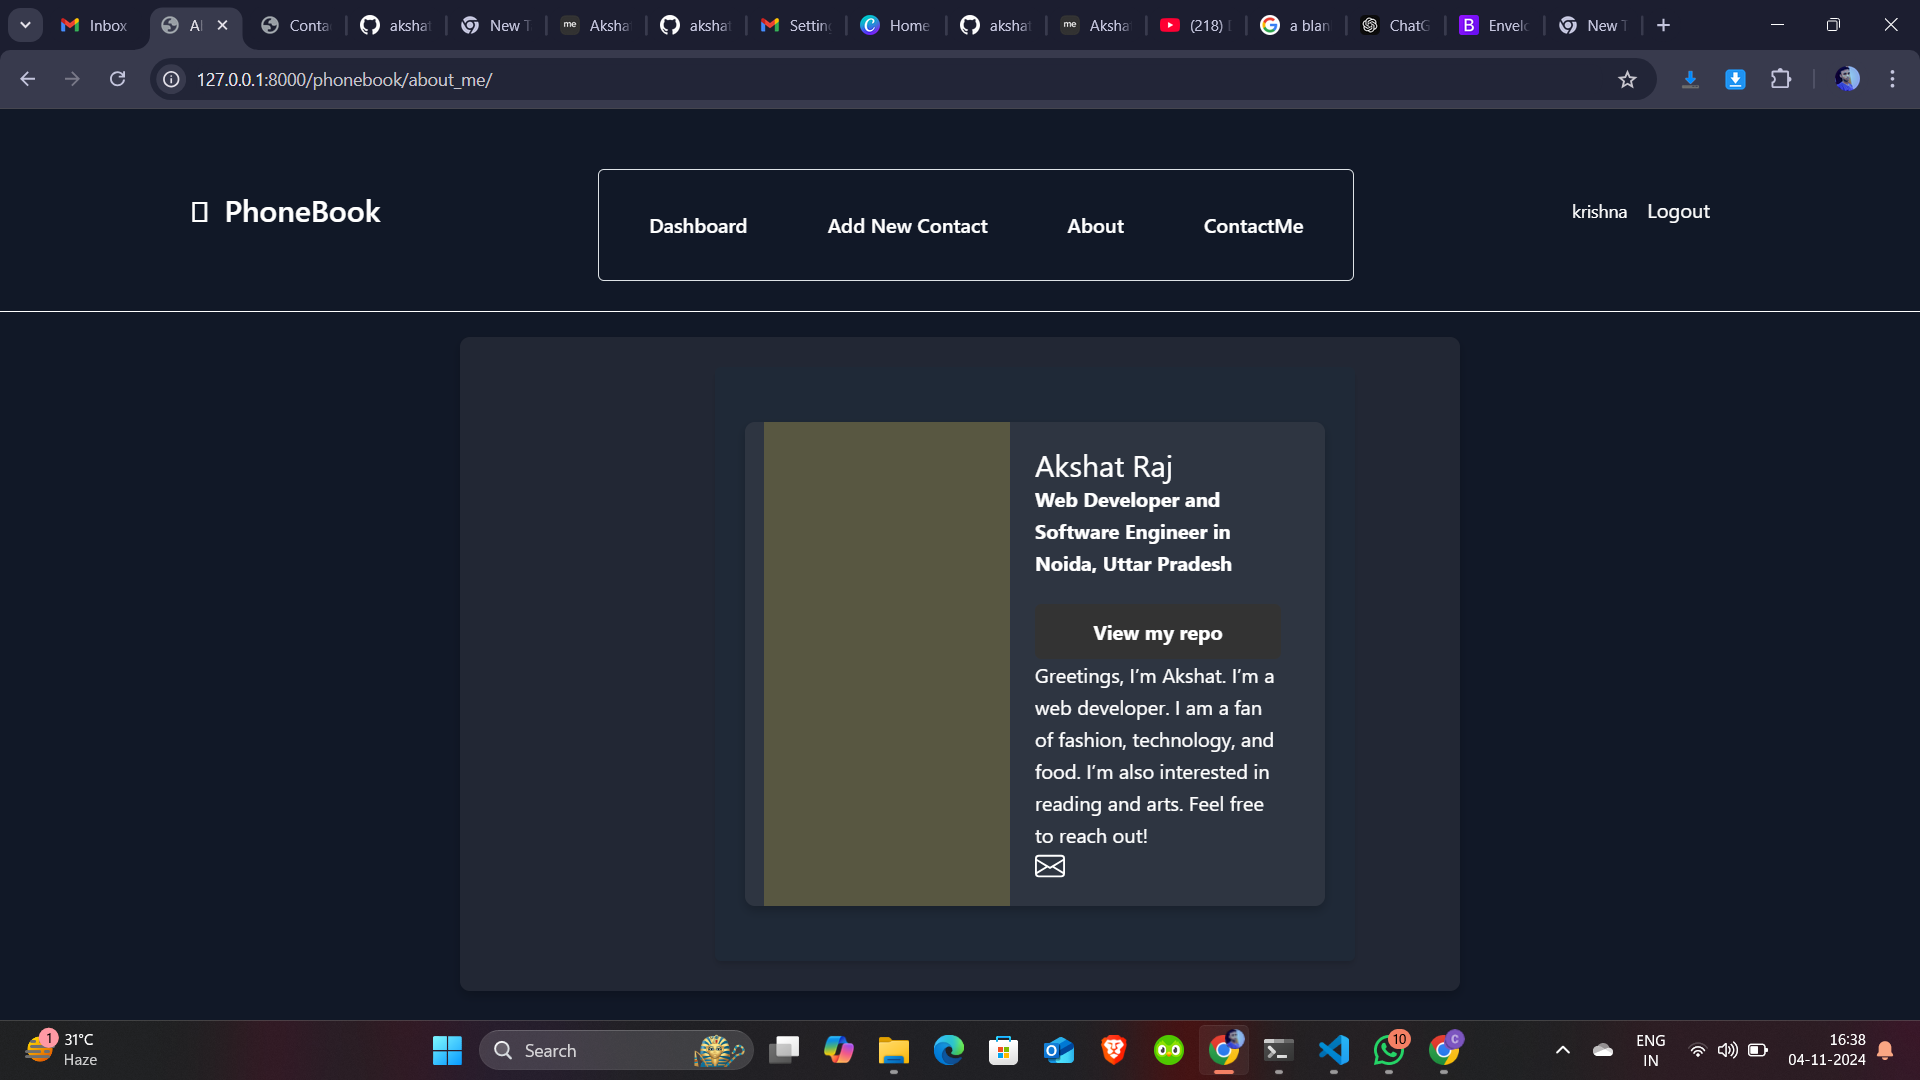 Inbox
Al
Conta
akshat
New T
Aksha
akshat
Setting
Home
akshat
Aksha
(218)
a blan
ChatG
Envelo
New T
127.0.0.1:8000/phonebook/about_me/
PhoneBook
Dashboard
Add New Contact
About
ContactMe
krishna
Logout
Akshat Raj
Web Developer and
Software Engineer in
Noida, Uttar Pradesh
View my repo
Greetings, I’m Akshat. I’m a
web developer. I am a fan
of fashion, technology, and
food. I’m also interested in
reading and arts. Feel free
to reach out!
1
31°C
Haze
Search
10
ENG
IN
16:38
04-11-2024